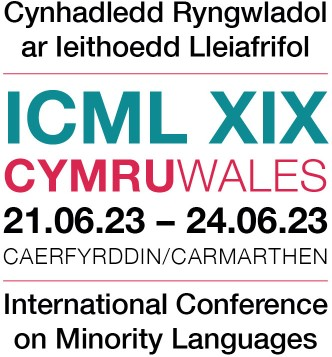 Cynhadledd Ryngwladol
ar Ieithoedd Lleiafrifol
ICML XIX
CYMRUWALES
21.06.23 – 24.06.23
CAERFYRDDIN/CARMARTHEN
International Conference
on Minority Languages